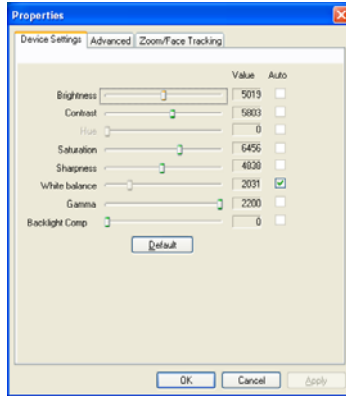 Properties
Device Settings Advanced Zoom/Face Tracking
Value Auto
Brightness 5019
Contrast 5803
Hue 0
Saturation 6456
Sharpness 4838
White balance 2031
Gamma 2200
Backlight Comp 0
Default
OK Cancel Apply